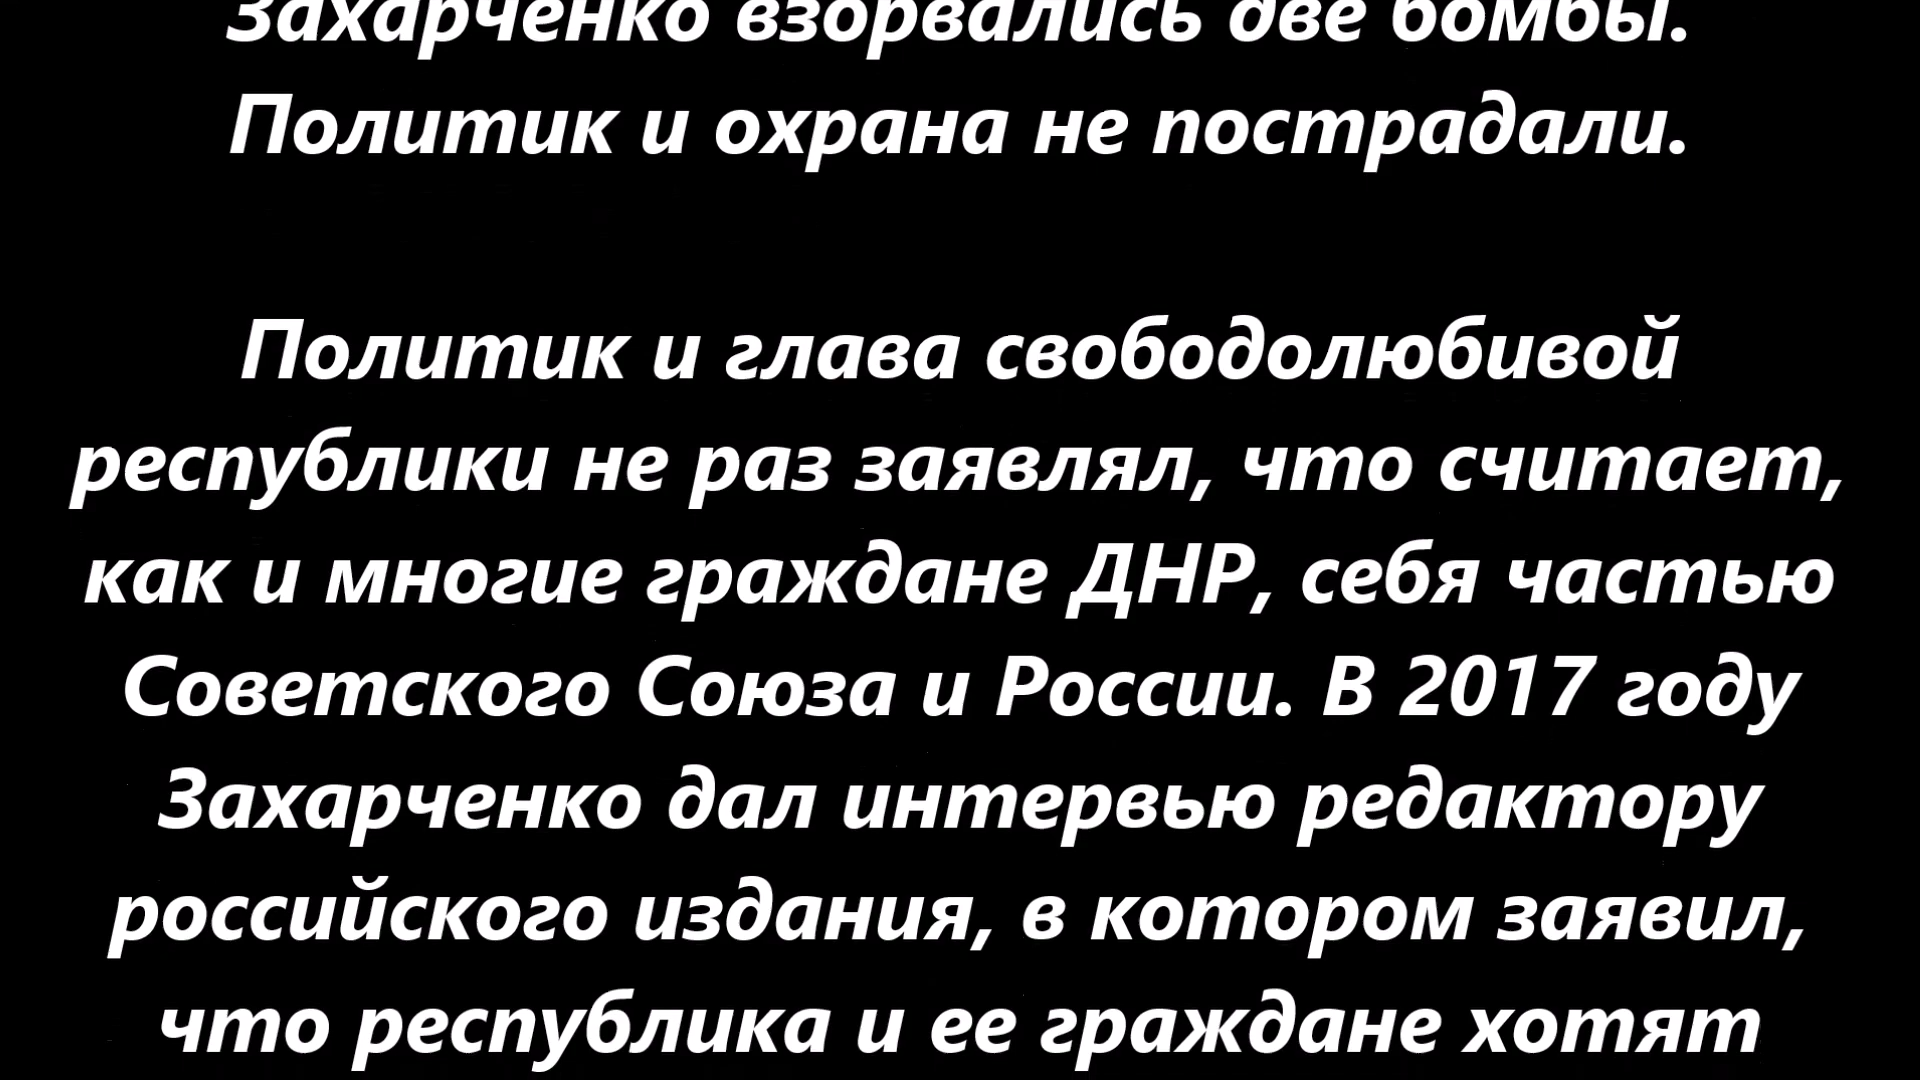 Захарченко взорвались две бомбы.
Политик и охрана не пострадали.
Политик и глава свободолюбивой
республики не раз заявлял, что считает,
как и многие граждане ДНР, себя частью
Советского Союза и России. В 2017 году
Захарченко дал интервью редактору
российского издания, в котором заявил,
что республика и ее граждане хотят